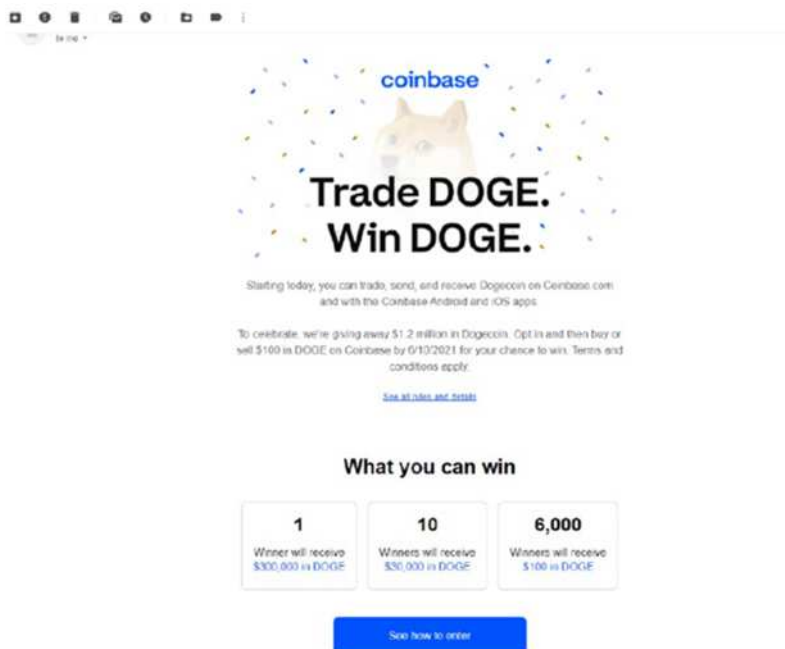 to me
coinbase
Trade DOGE.
Win DOGE.
Starting today, you can trade, send, and receive Dogecoin on Coinbase.com
and with the Coinbase Android and iOS apps.
To celebrate, we're giving away $1.2 million in Dogecoin. Opt in and then buy or
sell $100 in DOGE on Coinbase by 6/10/2021 for your chance to win. Terms and
conditions apply.
See all rules and details
What you can win
1
Winner will receive
$300,000 in DOGE
10
Winners will receive
$30,000 in DOGE
6,000
Winners will receive
$100 in DOGE
See how to enter